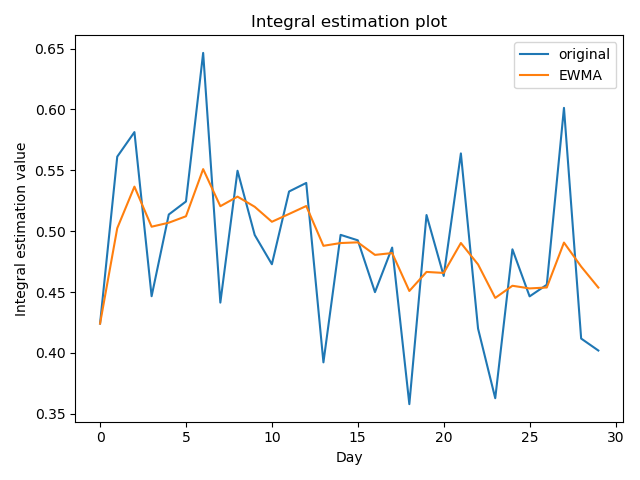 Integral estimation plot
original
EWMA
Integral estimation value
0.65
0.60
0.55
0.50
0.45
0.40
0.35
0 5 10 15 20 25 30
Day